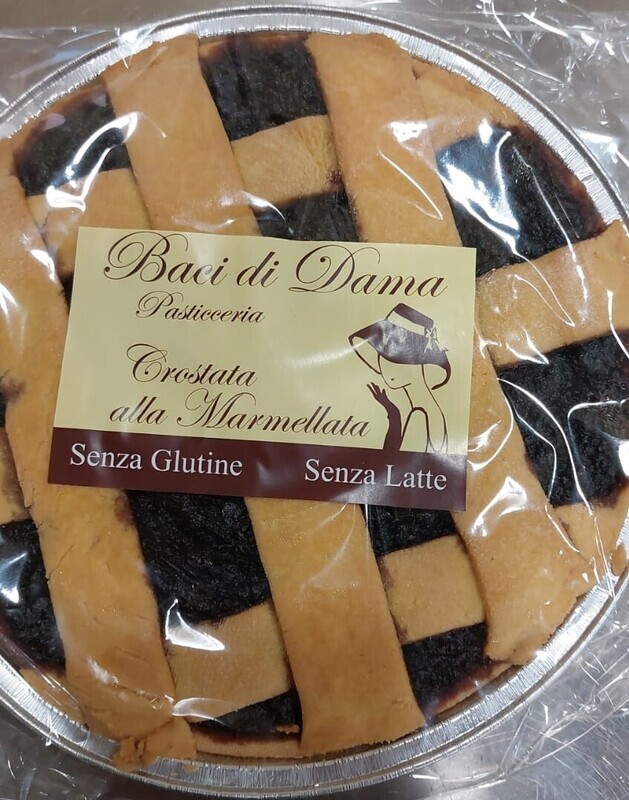 Baci di Dama
Pasticceria
Crostata
alla Marmellata
Senza Glutine Senza Latte